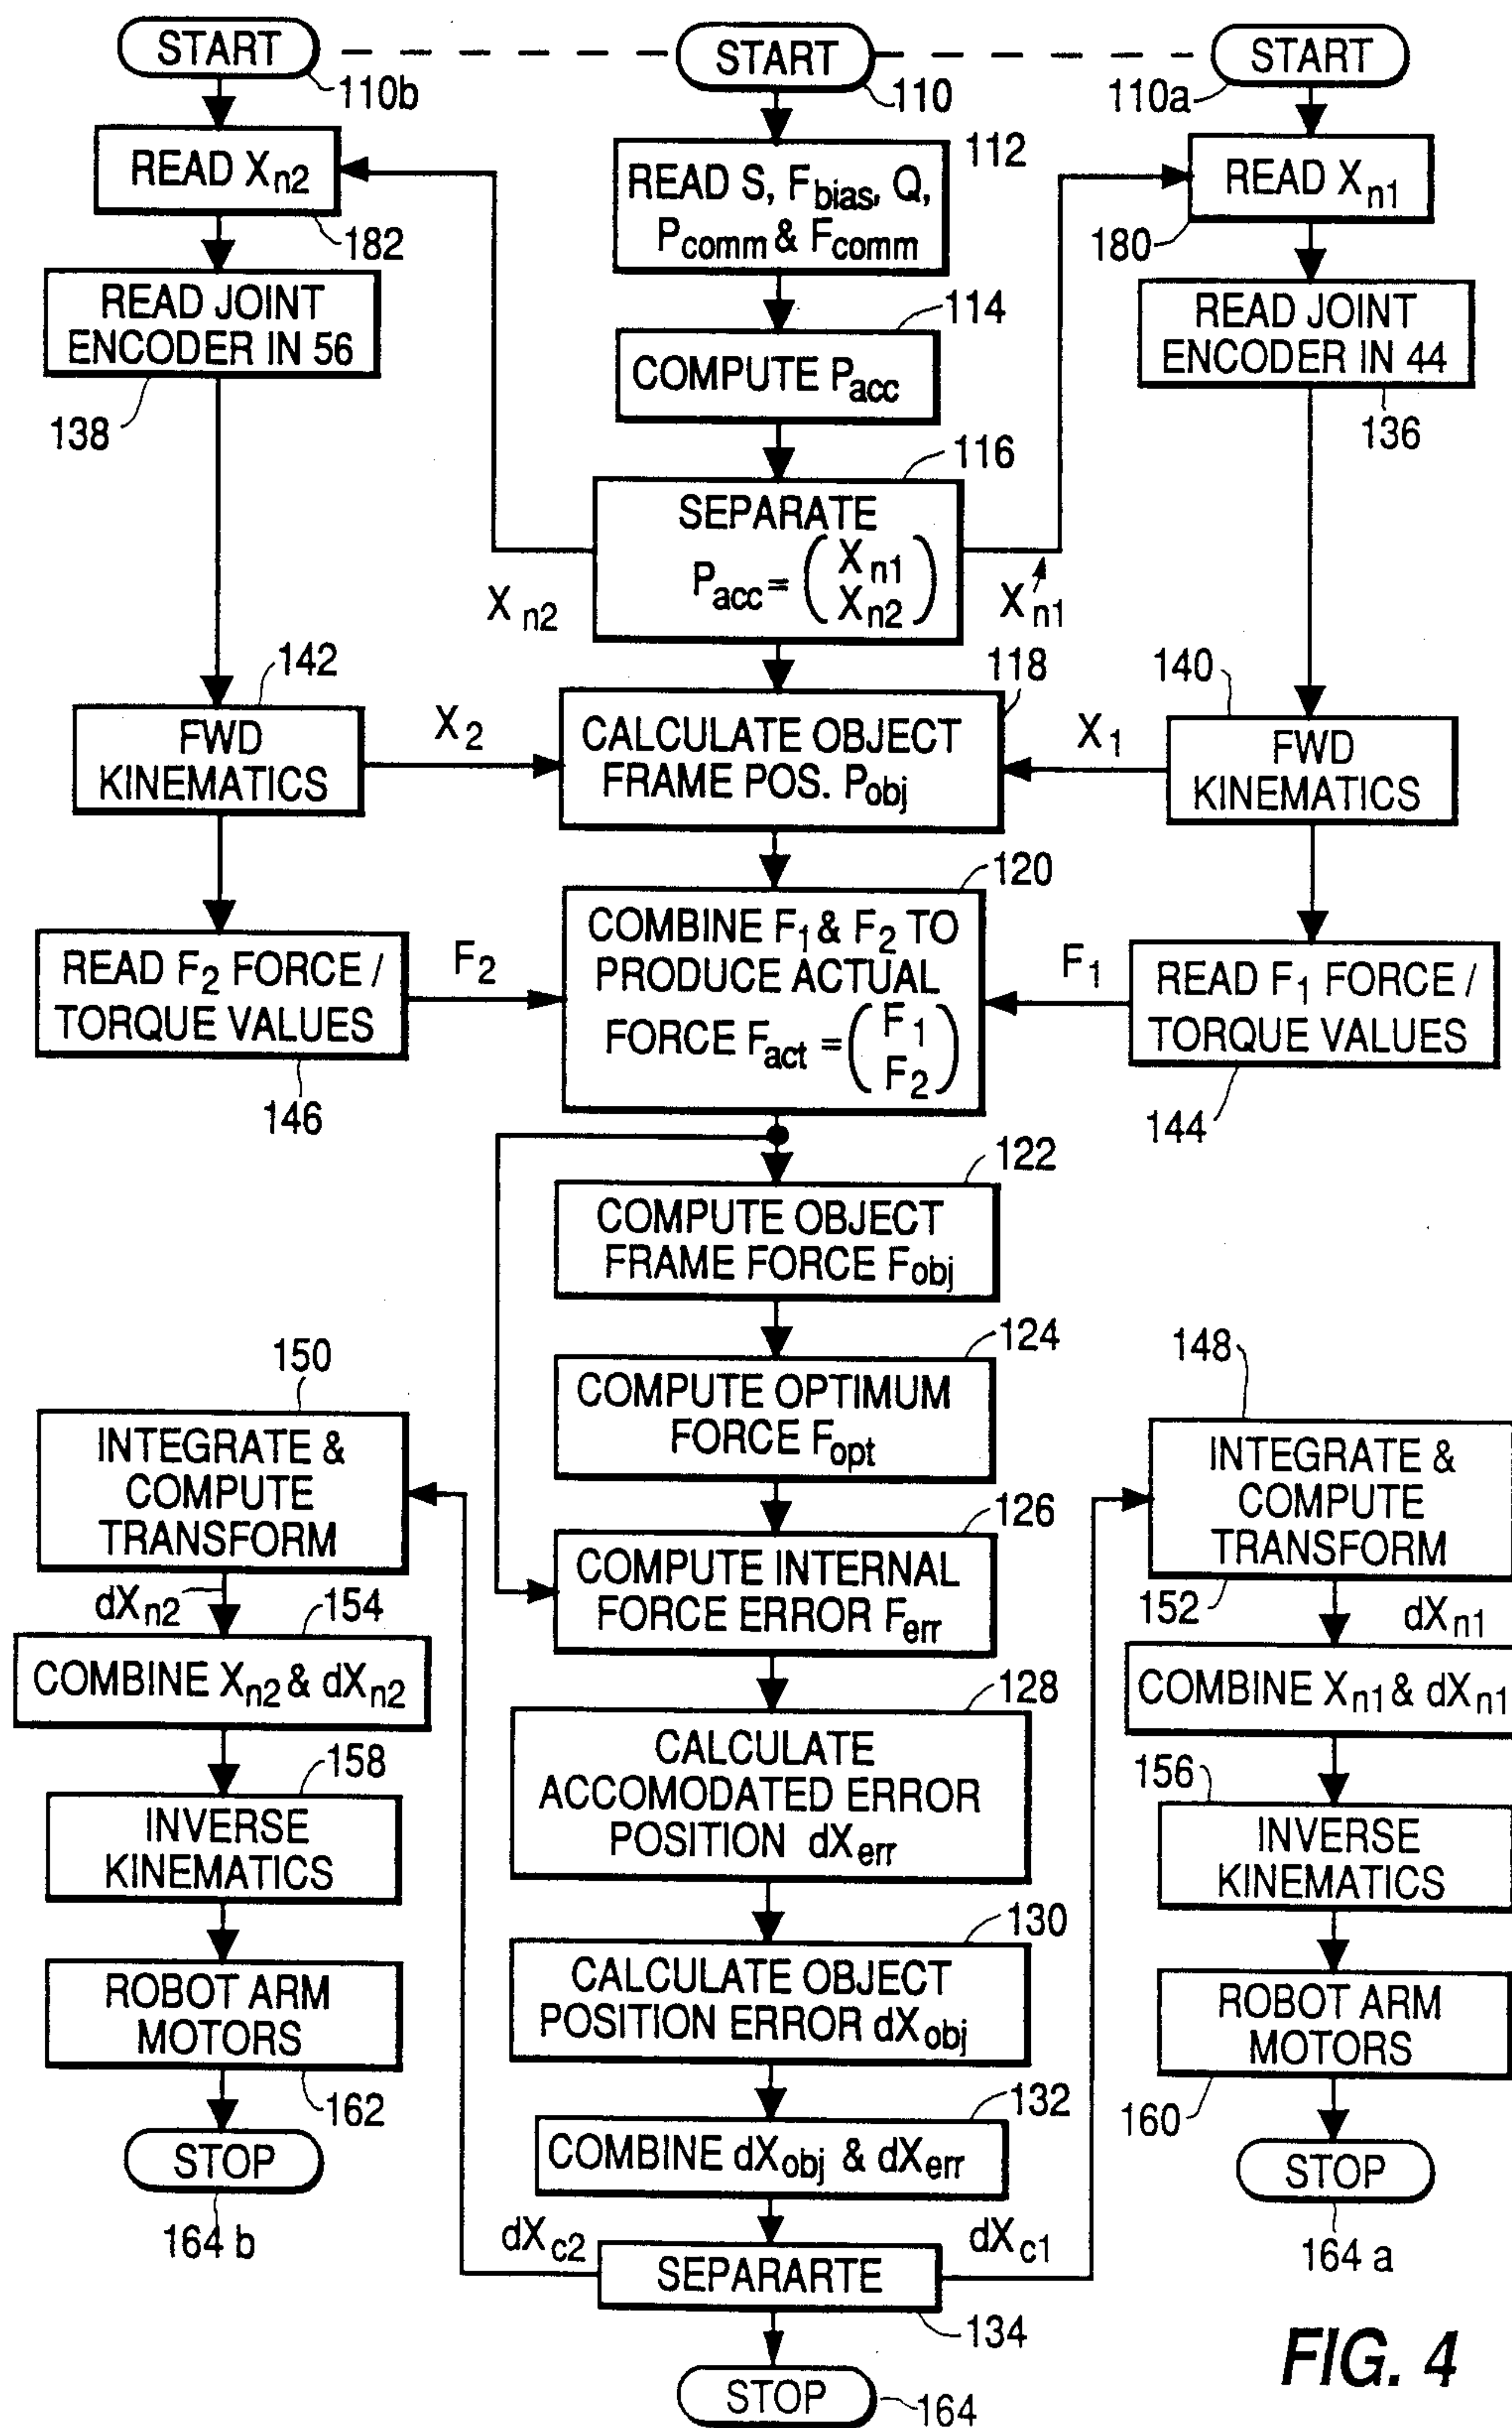 START
110b
READ Xn2
182
READ JOINT
ENCODER IN 56
138
142
FWD
KINEMATICS
X2
READ F2 FORCE /
TORQUE VALUES
F2
146
150
INTEGRATE &
COMPUTE
TRANSFORM
dXn2
154
COMBINE Xn2 & dXn2
158
INVERSE
KINEMATICS
ROBOT ARM
MOTORS
162
STOP
164 b
START
110
112
READ S, Fbias, Q,
Pcomm & Fcomm
114
COMPUTE Pacc
116
SEPARATE
Pacc = ( Xn1
Xn2 )
Xn2
Xn1
118
CALCULATE OBJECT
FRAME POS. Pobj
120
COMBINE F1 & F2 TO
PRODUCE ACTUAL
FORCE Fact = ( F1
F2 )
122
COMPUTE OBJECT
FRAME FORCE Fobj
124
COMPUTE OPTIMUM
FORCE Fopt
126
COMPUTE INTERNAL
FORCE ERROR Ferr
128
CALCULATE
ACCOMODATED ERROR
POSITION dXerr
130
CALCULATE OBJECT
POSITION ERROR dXobj
132
COMBINE dXobj & dXerr
dXc2
dXc1
SEPARARTE
134
STOP
164
START
110a
READ Xn1
180
READ JOINT
ENCODER IN 44
136
140
X1
FWD
KINEMATICS
F1
READ F1 FORCE /
TORQUE VALUES
144
148
INTEGRATE &
COMPUTE
TRANSFORM
152
dXn1
COMBINE Xn1 & dXn1
156
INVERSE
KINEMATICS
ROBOT ARM
MOTORS
160
STOP
164 a
FIG. 4